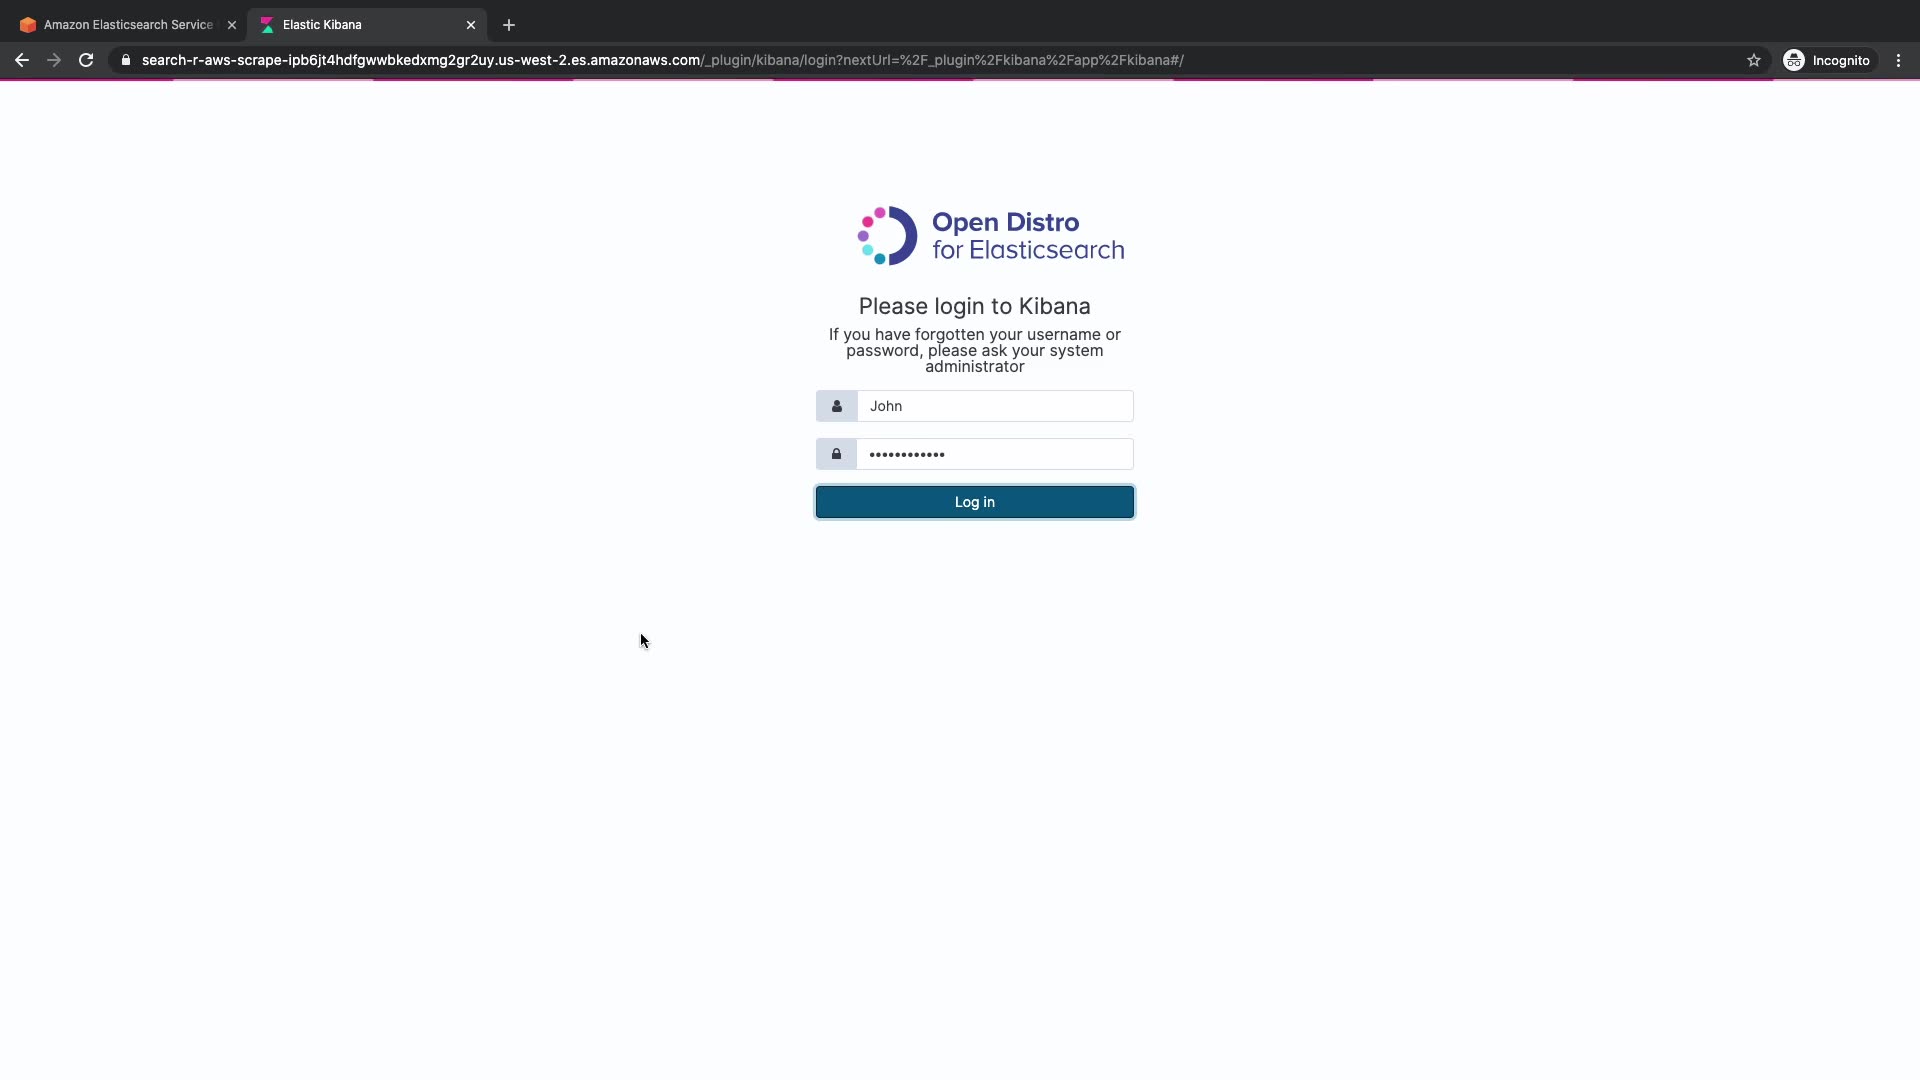 Amazon Elasticsearch Service
Elastic Kibana
search-r-aws-scrape-ipb6jt4hdfgwwbkedxmg2gr2uy.us-west-2.es.amazonaws.com/_plugin/kibana/login?nextUrl=%2F_plugin%2Fkibana%2Fapp%2Fkibana#/
Incognito
Open Distro
for Elasticsearch
Please login to Kibana
If you have forgotten your username or
password, please ask your system
administrator
John
••••••••••••
Log in